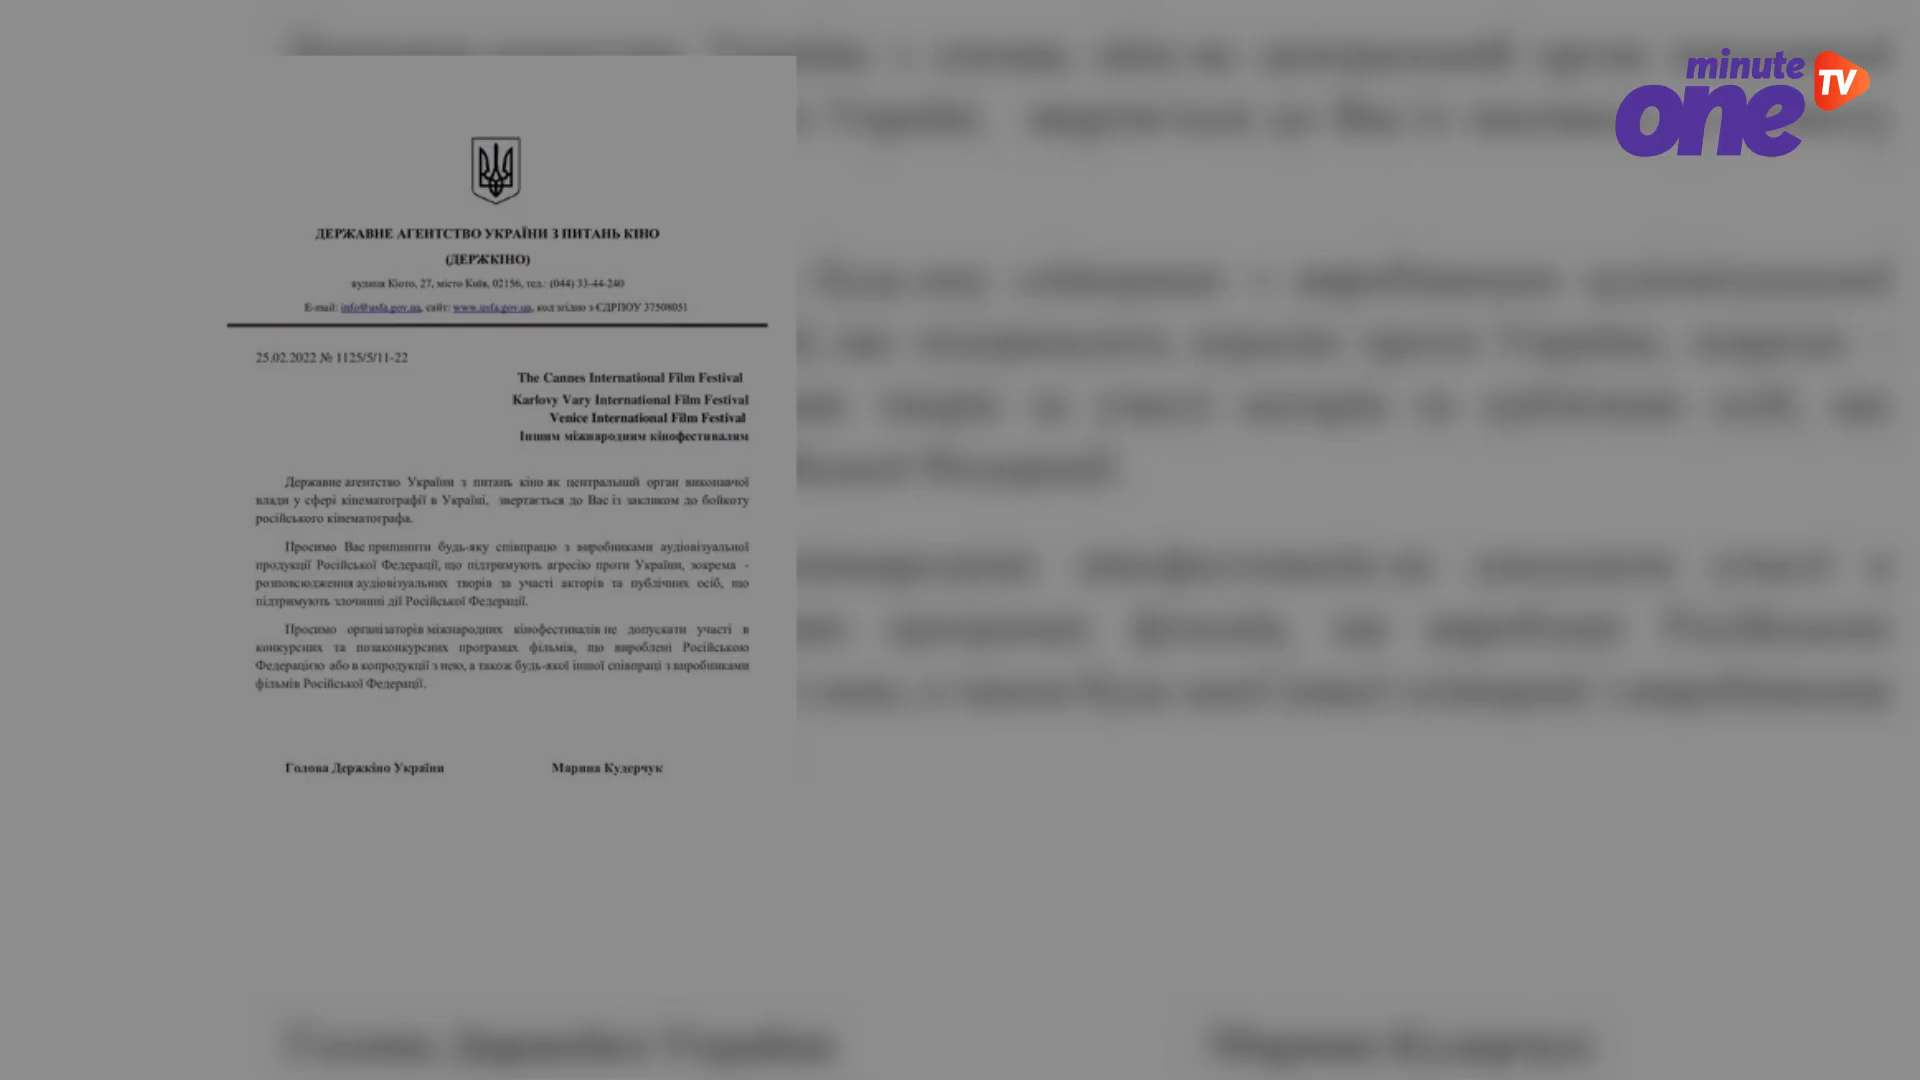 minute
one
TV
ДЕРЖАВНЕ АГЕНТСТВО УКРАЇНИ З ПИТАНЬ КІНО
(ДЕРЖКІНО)
вулиця Кіото, 27, місто Київ, 02156, тел.: (044) 33-44-240
E-mail: info@usfa.gov.ua, сайт: www.usfa.gov.ua, код згідно з ЄДРПОУ 37508051
25.02.2022 № 1125/5/11-22
The Cannes International Film Festival
Karlovy Vary International Film Festival
Venice International Film Festival
Іншим міжнародним кінофестивалям
Державне агентство України з питань кіно як центральний орган виконавчої
влади у сфері кінематографії в Україні, звертається до Вас із закликом до бойкоту
російського кінематографа.
Просимо Вас припинити будь-яку співпрацю з виробниками аудіовізуальної
продукції Російської Федерації, що підтримують агресію проти України, зокрема -
розповсюдження аудіовізуальних творів за участі акторів та публічних осіб, що
підтримують злочинні дії Російської Федерації.
Просимо організаторів міжнародних кінофестивалів не допускати участі в
конкурсних та позаконкурсних програмах фільмів, що вироблені Російською
Федерацією або в копродукції з нею, а також будь-якої іншої співпраці з виробниками
фільмів Російської Федерації.
Голова Держкіно України Марина Кудерчук